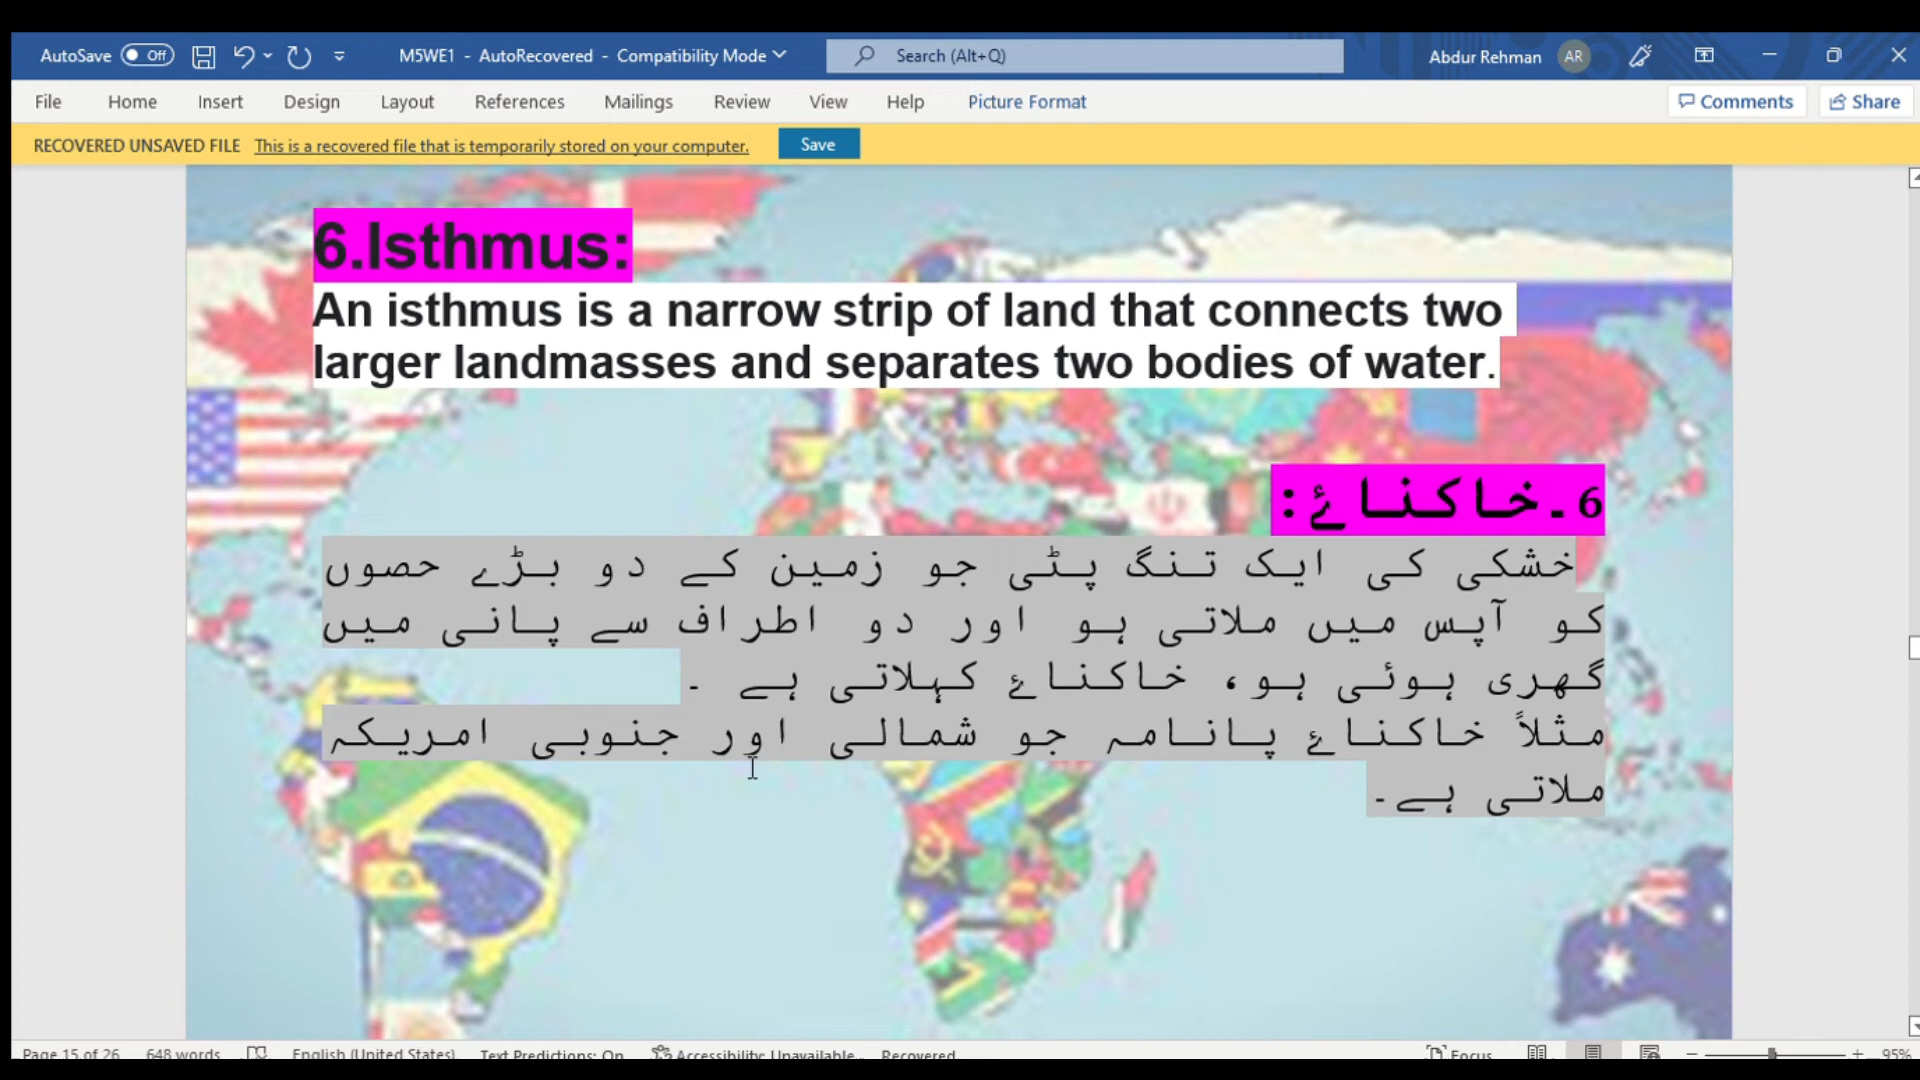 AutoSave Off M5WE1 - AutoRecovered - Compatibility Mode Search (Alt+Q) Abdur Rehman AR
File Home Insert Design Layout References Mailings Review View Help Picture Format Comments Share
RECOVERED UNSAVED FILE This is a recovered file that is temporarily stored on your computer. Save
6.Isthmus:
An isthmus is a narrow strip of land that connects two
larger landmasses and separates two bodies of water.
6۔خاکنائے:
خشکی کی ایک تنگ پٹی جو زمین کے دو بڑے حصوں
کو آپس میں ملاتی ہو اور دو اطراف سے پانی میں
گھری ہوئی ہو، خاکنائے کہلاتی ہے ۔
مثلاً خاکنائے پانامہ جو شمالی اور جنوبی امریکہ
ملاتی ہے۔
Page 15 of 26 648 words English (United States) Text Predictions: On Accessibility: Unavailable Recovered Focus 95%